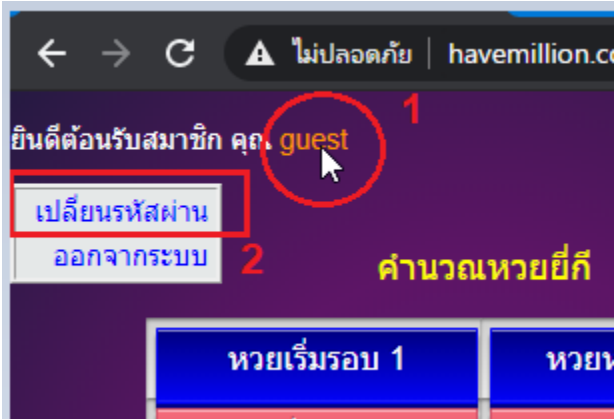 ไม่ปลอดภัย | havemillion.co
1
ยินดีต้อนรับสมาชิก คุณ guest
เปลี่ยนรหัสผ่าน
ออกจากระบบ
2
คำนวณหวยยี่กี
หวยเริ่มรอบ 1